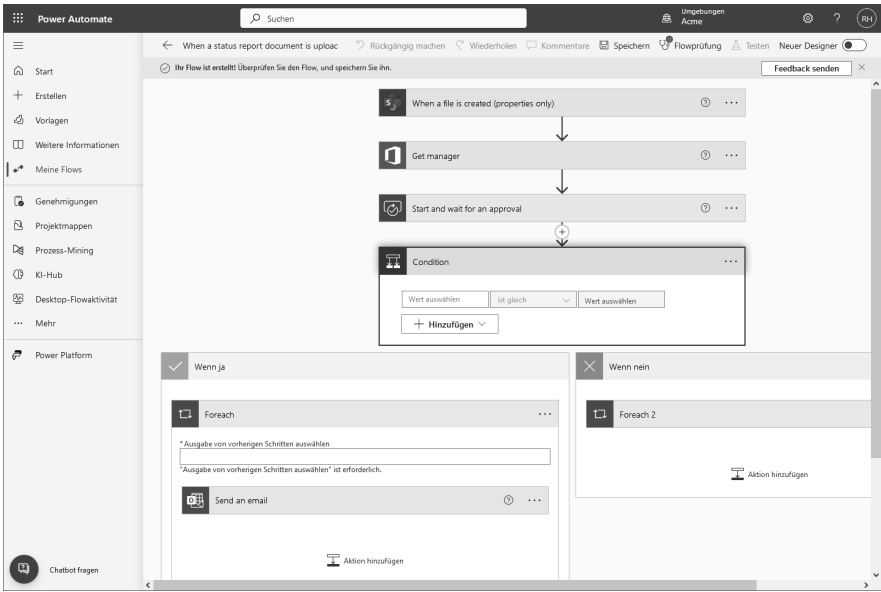 Power Automate
Suchen
Umgebungen
Acme
?
RH
When a status report document is uploac
Rückgängig machen
Wiederholen
Kommentare
Speichern
Flowprüfung
Testen
Neuer Designer
Ihr Flow ist erstellt! Überprüfen Sie den Flow, und speichern Sie ihn.
Feedback senden
Start
Erstellen
Vorlagen
Weitere Informationen
Meine Flows
Genehmigungen
Projektmappen
Prozess-Mining
KI-Hub
Desktop-Flowaktivität
Mehr
Power Platform
Chatbot fragen
When a file is created (properties only)
Get manager
Start and wait for an approval
Condition
Wert auswählen
ist gleich
Wert auswählen
Hinzufügen
Wenn ja
Foreach
* Ausgabe von vorherigen Schritten auswählen
"Ausgabe von vorherigen Schritten auswählen" ist erforderlich.
Send an email
Aktion hinzufügen
Wenn nein
Foreach 2
Aktion hinzufügen